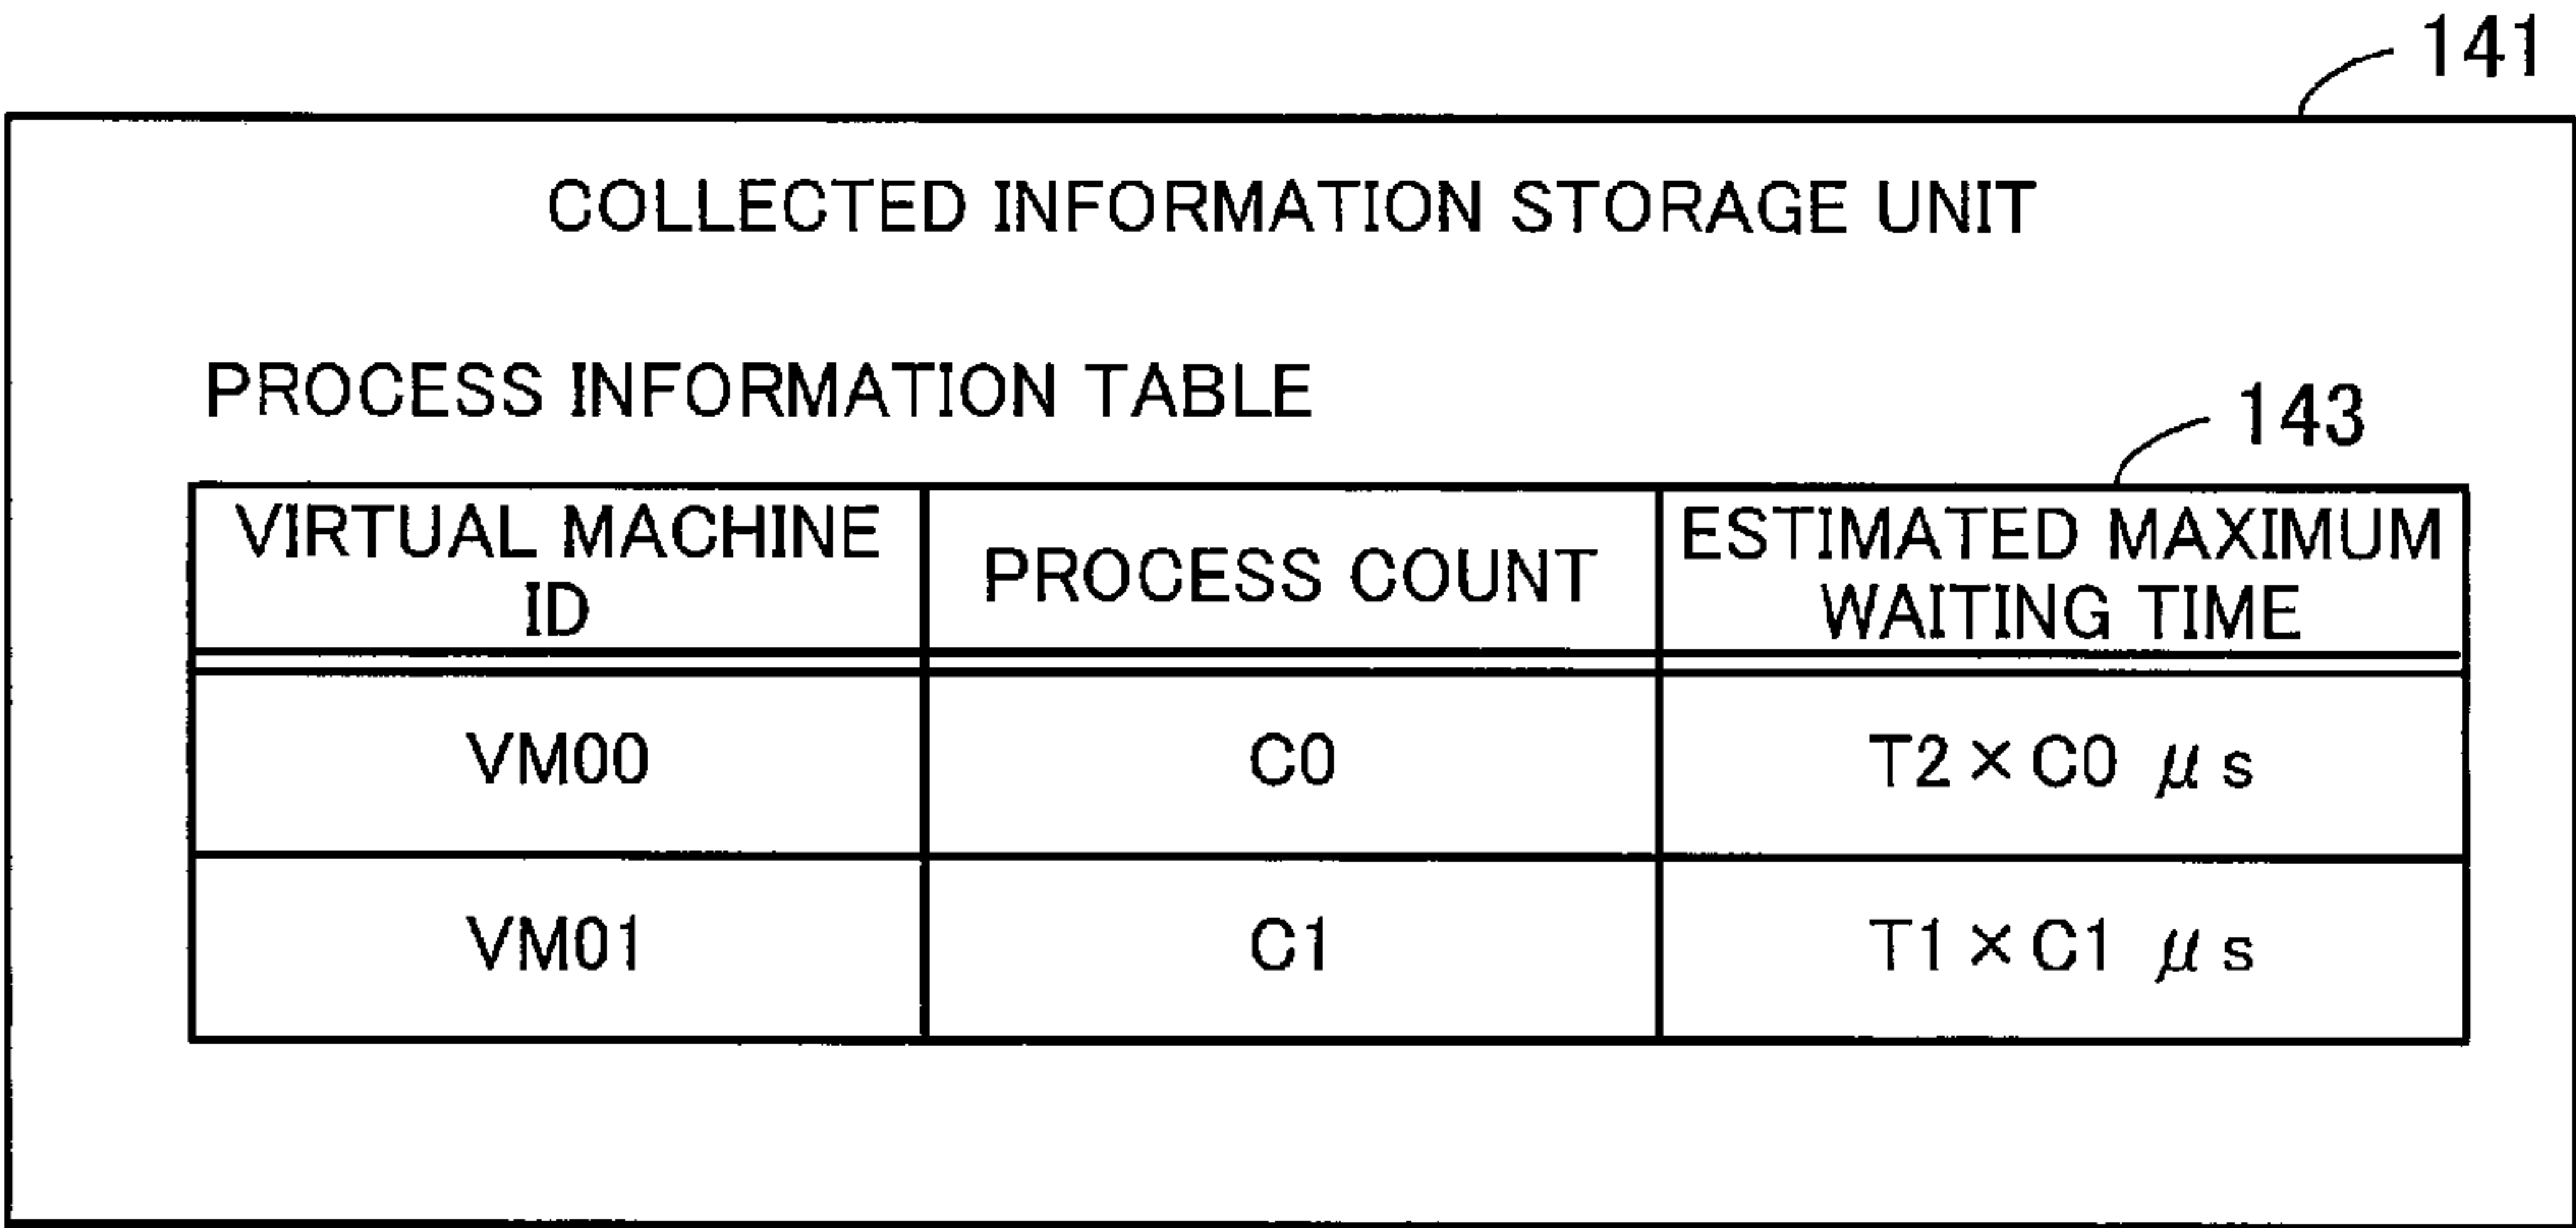 141
COLLECTED INFORMATION STORAGE UNIT
PROCESS INFORMATION TABLE
143
VIRTUAL MACHINE
ID
PROCESS COUNT
ESTIMATED MAXIMUM
WAITING TIME
VM00
C0
T2×C0 μs
VM01
C1
T1×C1 μs